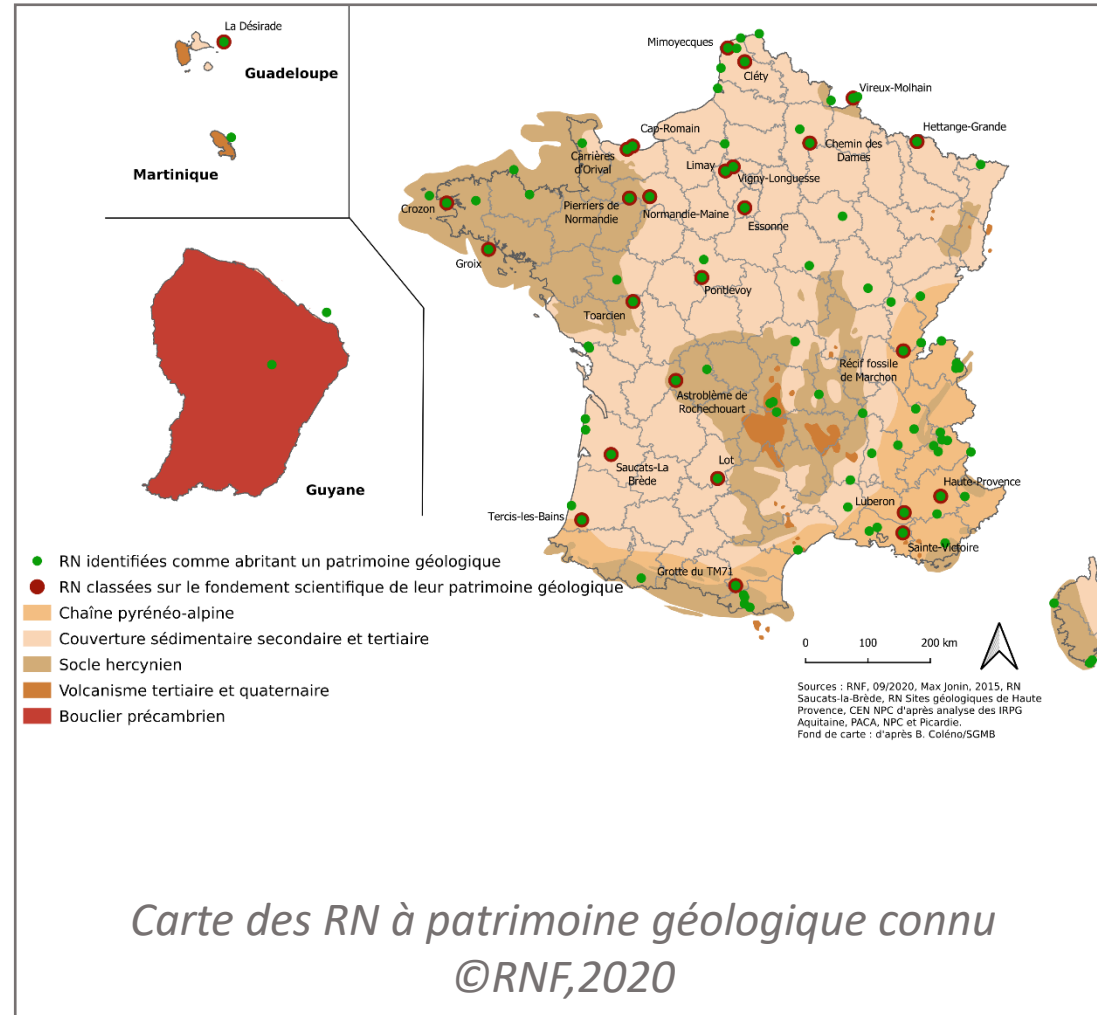 La Désirade
Guadeloupe
Martinique
Guyane
Mimoyecques
Cléty
Vireux-Molhain
Hettange-Grande
Cap-Romain
Carrières
d'Orival
Chemin des
Dames
Limay
Vigny-Longuesse
Crozon
Pierriers de
Normandie
Normandie-Maine
Essonne
Groix
Pontlevoy
Toarcien
Récif fossile
de Marchon
Astroblème de
Rochechouart
Saucats-La
Brède
Lot
Haute-Provence
Luberon
Tercis-les-Bains
Sainte-Victoire
Grotte du TM71
RN identifées comme abritant un patrimoine géologique
RN classées sur le fondement scientifique de leur patrimoine géologique
Chaîne pyrénéo-alpine
Couverture sédimentaire secondaire et tertiaire
Socle hercynien
Volcanisme tertiaire et quaternaire
Bouclier précambrien
0 100 200 km
Sources : RNF, 09/2020, Max Jonin, 2015, RN
Saucats-la-Brède, RN Sites géologiques de Haute
Provence, CEN NPC d'après analyse des IRPG
Aquitaine, PACA, NPC et Picardie.
Fond de carte : d'après B. Coléno/SGMB
Carte des RN à patrimoine géologique connu
©RNF,2020